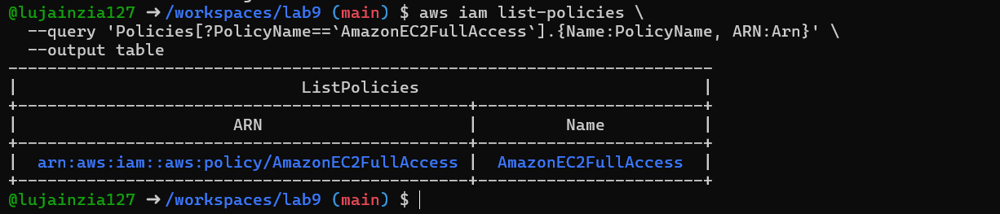 @lujainzia127 ➜ /workspaces/lab9 (main) $ aws iam list-policies \
  --query 'Policies[?PolicyName==`AmazonEC2FullAccess`].{Name:PolicyName, ARN:Arn}' \
  --output table
---------------------------------------------------------------------
|                            ListPolicies                           |
+--------------------------------------------+----------------------+
|                     ARN                    |         Name         |
+--------------------------------------------+----------------------+
|  arn:aws:iam::aws:policy/AmazonEC2FullAccess |  AmazonEC2FullAccess  |
+--------------------------------------------+----------------------+
@lujainzia127 ➜ /workspaces/lab9 (main) $